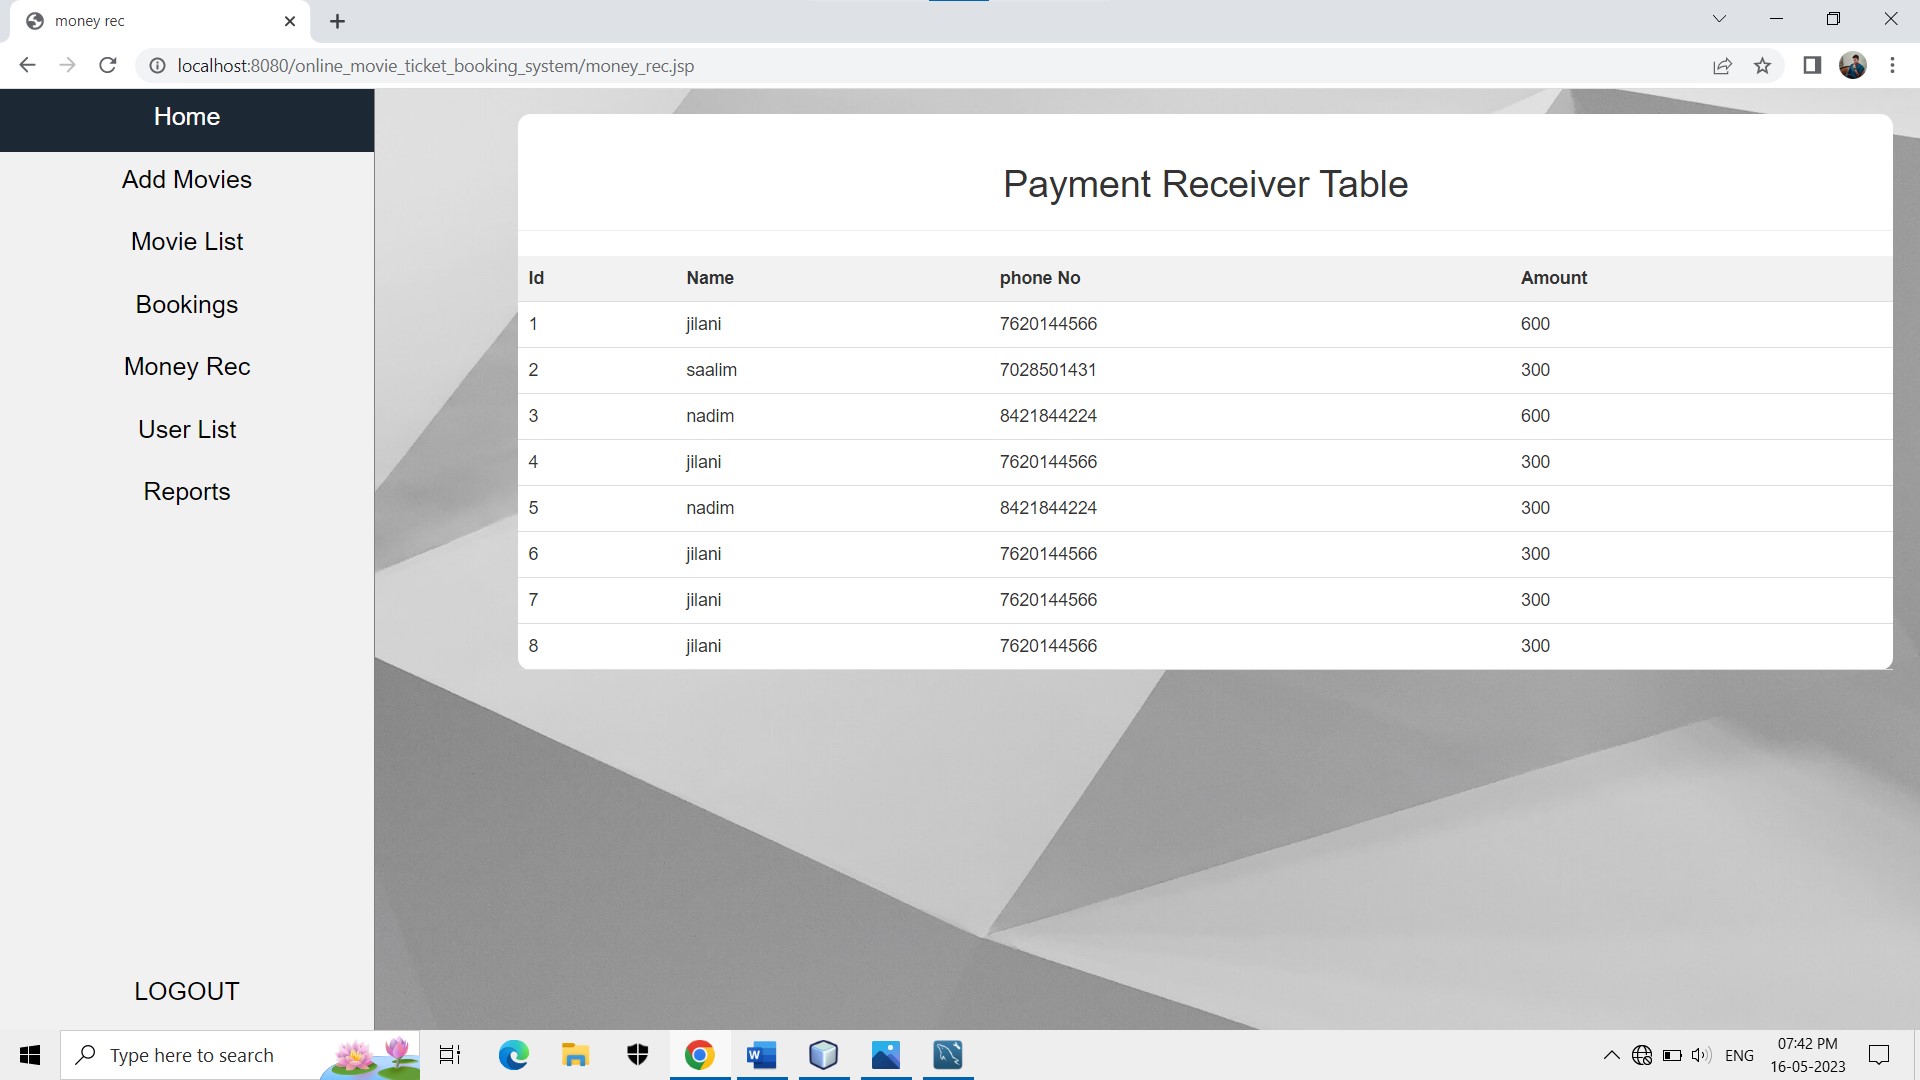 money rec
localhost:8080/online_movie_ticket_booking_system/money_rec.jsp
Home
Add Movies
Movie List
Bookings
Money Rec
User List
Reports
LOGOUT
Payment Receiver Table
Id Name phone No Amount
1 jilani 7620144566 600
2 saalim 7028501431 300
3 nadim 8421844224 600
4 jilani 7620144566 300
5 nadim 8421844224 300
6 jilani 7620144566 300
7 jilani 7620144566 300
8 jilani 7620144566 300
Type here to search
W
ENG
07:42 PM
16-05-2023